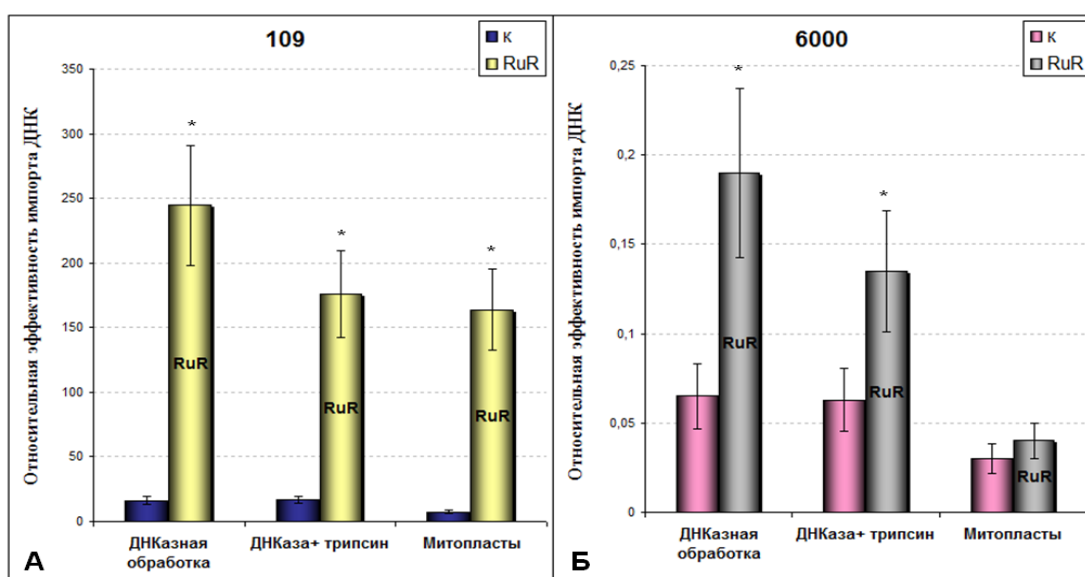 109
к
RuR
Относительная эффективность импорта ДНК
350
300
250
200
150
100
50
0
*
*
*
RuR
RuR
RuR
ДНКазная
обработка
ДНКаза+ трипсин
Митопласты
А
6000
к
RuR
Относительная эффективность импорта ДНК
0,25
0,2
0,15
0,1
0,05
0
*
*
RuR
RuR
RuR
ДНКазная
обработка
ДНКаза+ трипсин
Митопласты
Б